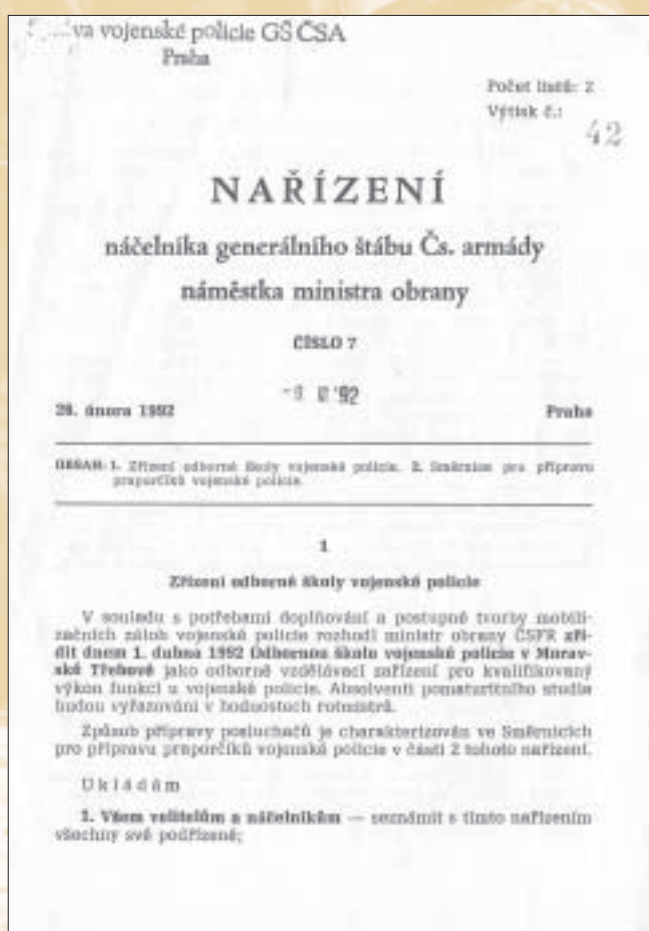 va vojenské policie GŠ ČSA
Praha
Počet listů: 2
Výtisk č.:
42
NAŘÍZENÍ
náčelníka generálního štábu Čs. armády
náměstka ministra obrany
ČÍSLO 7
'92
28. února 1992 Praha
OBSAH: 1. Zřízení odborné školy vojenské policie. 2. Směrnice pro přípravu
praporčíků vojenské policie.
1
Zřízení odborné školy vojenské policie
V souladu s potřebami doplňování a postupné tvorby mobili-
začních záloh vojenské policie rozhodl ministr obrany ČSFR zří-
dit dnem 1. dubna 1992 Odbornou školu vojenské policie v Morav-
ské Třebové jako odborné vzdělávací zařízení pro kvalifikovaný
výkon funkcí u vojenské policie. Absolventi pomaturitního studia
budou vyřazováni v hodnostech rotmistrů.
Způsob přípravy posluchačů je charakterizován ve Směrnicích
pro přípravu praporčíků vojenské policie v části 2 tohoto nařízení.
Ukládám
1. Všem velitelům a náčelníkům — seznámit s tímto nařízením
všechny své podřízené;